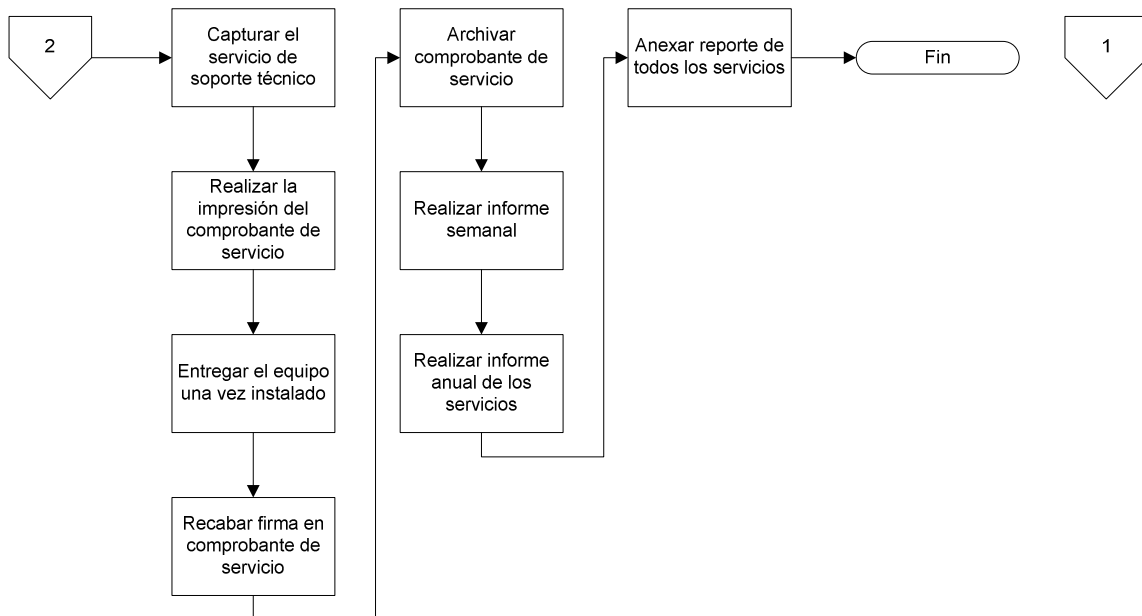 2
Capturar el
servicio de
soporte técnico
Realizar la
impresión del
comprobante de
servicio
Entregar el equipo
una vez instalado
Recabar firma en
comprobante de
servicio
Archivar
comprobante de
servicio
Realizar informe
semanal
Realizar informe
anual de los
servicios
Anexar reporte de
todos los servicios
Fin
1